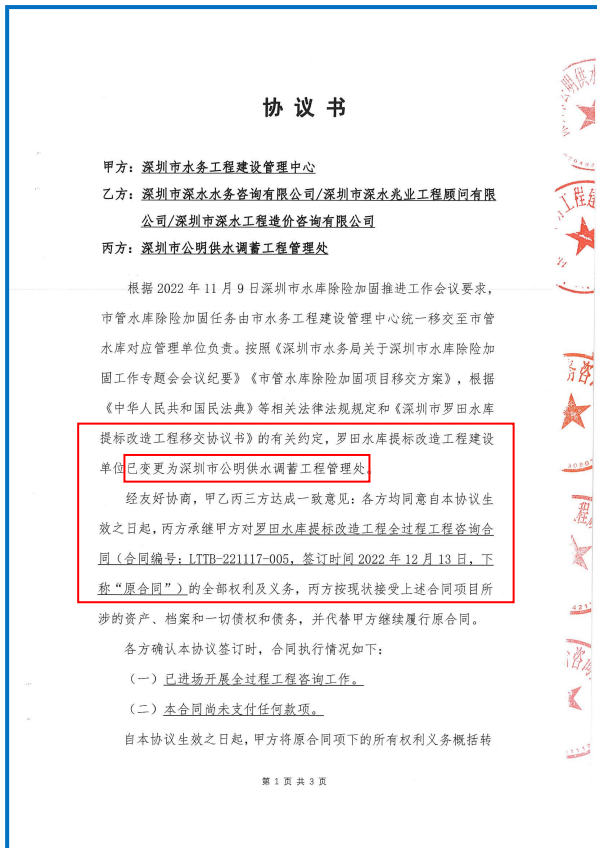 协议书
甲方：深圳市水务工程建设管理中心
乙方：深圳市深水水务咨询有限公司/深圳市深水兆业工程顾问有限
公司/深圳市深水工程造价咨询有限公司
丙方：深圳市公明供水调蓄工程管理处
根据 2022 年 11 月 9 日深圳市水库除险加固推进工作会议要求，
市管水库除险加固任务由市水务工程建设管理中心统一移交至市管
水库对应管理单位负责。按照《深圳市水务局关于深圳市水库除险加
固工作专题会会议纪要》《市管水库除险加固项目移交方案》，根据
《中华人民共和国民法典》等相关法律法规规定和《深圳市罗田水库
提标改造工程移交协议书》的有关约定，罗田水库提标改造工程建设
单位已变更为深圳市公明供水调蓄工程管理处。
经友好协商，甲乙丙三方达成一致意见：各方均同意自本协议生
效之日起，丙方承继甲方对罗田水库提标改造工程全过程工程咨询合
同（合同编号：LTTB-221117-005，签订时间 2022 年 12 月 13 日，下
称“原合同”）的全部权利及义务，丙方按现状接受上述合同项目所
涉的资产、档案和一切债权和债务，并代替甲方继续履行原合同。
各方确认本协议签订时，合同执行情况如下：
（一）已进场开展全过程工程咨询工作。
（二）本合同尚未支付任何款项。
自本协议生效之日起，甲方将原合同项下的所有权利义务概括转
第 1 页 共 3 页